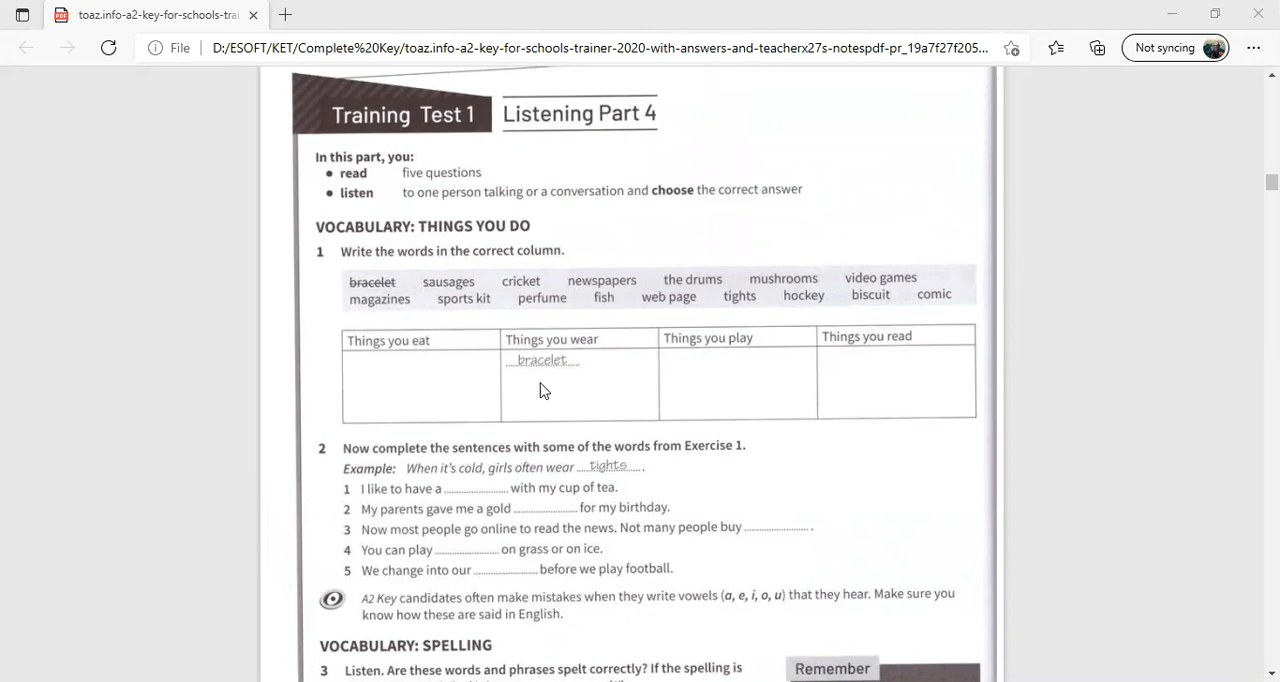 toaz.info-a2-key-for-schools-trai
File D:/ESOFT/KET/Complete%20Key/toaz.info-a2-key-for-schools-trainer-2020-with-answers-and-teacherx27s-notespdf-pr_19a7f27f205... Not syncing
Training Test 1 Listening Part 4
In this part, you:
• read five questions
• listen to one person talking or a conversation and choose the correct answer
VOCABULARY: THINGS YOU DO
1 Write the words in the correct column.
bracelet sausages cricket newspapers the drums mushrooms video games
magazines sports kit perfume fish web page tights hockey biscuit comic
Things you eat Things you wear Things you play Things you read
bracelet
2 Now complete the sentences with some of the words from Exercise 1.
Example: When it's cold, girls often wear ....tights.... .
1 I like to have a .................... with my cup of tea.
2 My parents gave me a gold .................... for my birthday.
3 Now most people go online to read the news. Not many people buy .................... .
4 You can play .................... on grass or on ice.
5 We change into our .................... before we play football.
A2 Key candidates often make mistakes when they write vowels (a, e, i, o, u) that they hear. Make sure you
know how these are said in English.
VOCABULARY: SPELLING
3 Listen. Are these words and phrases spelt correctly? If the spelling is
Remember